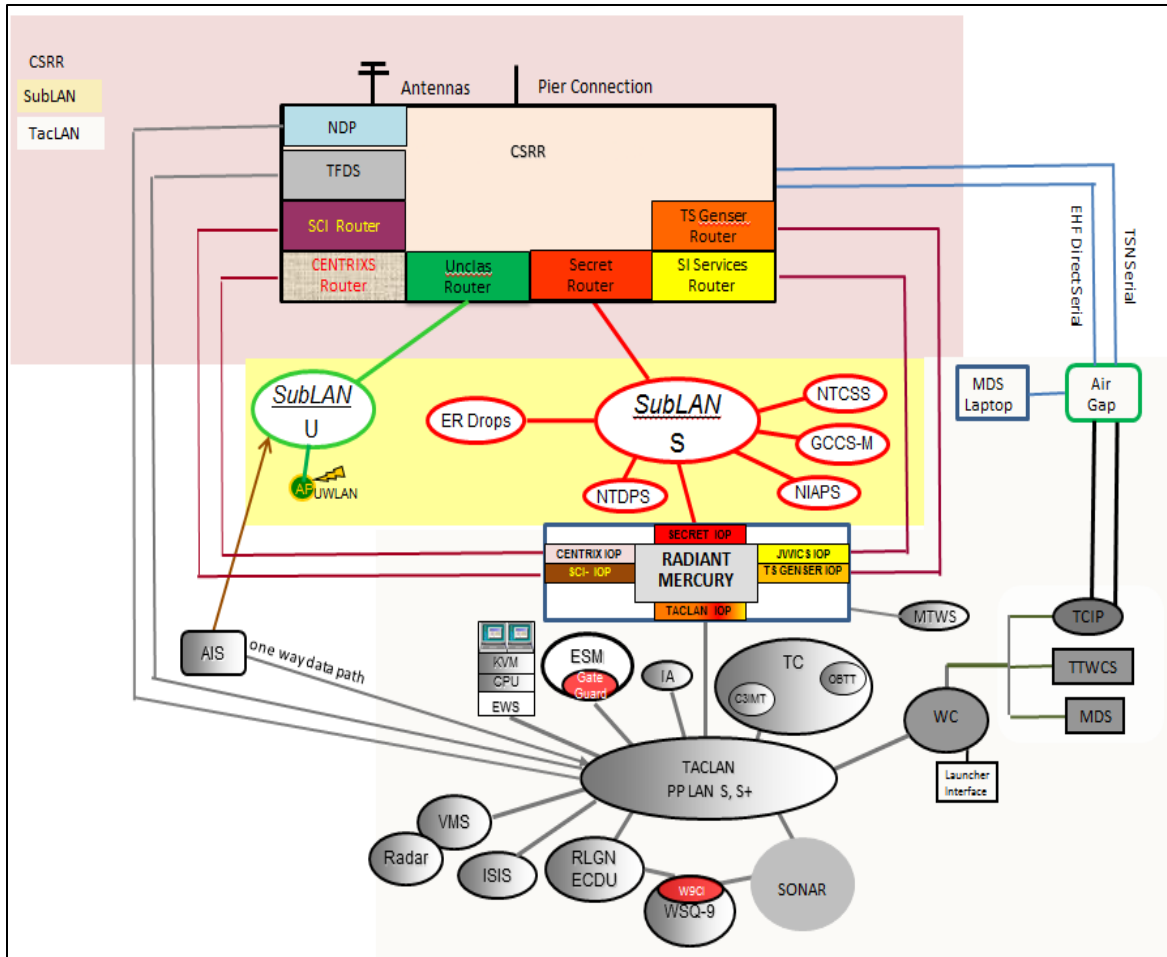 CSRR
SubLAN
TacLAN
Antennas
Pier Connection
NDP
CSRR
TFDS
SCI Router
TS Genser
Router
CENTRIXS
Router
Unclas
Router
Secret
Router
SI Services
Router
EHF Direct Serial
TSN Serial
SubLAN
U
AP
UWLAN
ER Drops
SubLAN
S
NTCSS
GCCS-M
NIAPS
NTDPS
MDS
Laptop
Air
Gap
SECRET IOP
CENTRIX IOP
SCI- IOP
RADIANT
MERCURY
JWICS IOP
TS GENSER IOP
TACLAN IOP
MTWS
AIS
one way data path
KVM
CPU
EWS
ESM
Gate
Guard
IA
TC
C3IMT
OBTT
TCIP
TTWCS
MDS
WC
Launcher
Interface
TACLAN
PP LAN S, S+
VMS
Radar
ISIS
RLGN
ECDU
W9CI
WSQ-9
SONAR